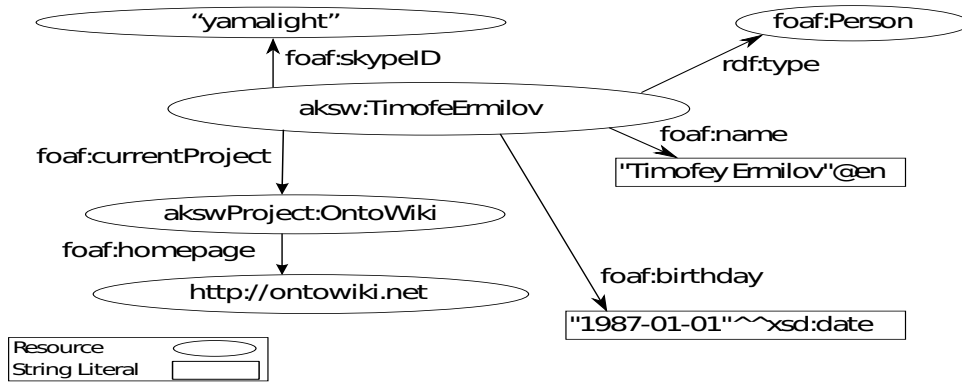 “yamalight”
foaf:Person
foaf:skypeID
rdf:type
aksw:TimofeErmilov
foaf:name
foaf:currentProject
"Timofey Ermilov"@en
akswProject:OntoWiki
foaf:homepage
foaf:birthday
http://ontowiki.net
"1987-01-01"^^xsd:date
Resource
String Literal